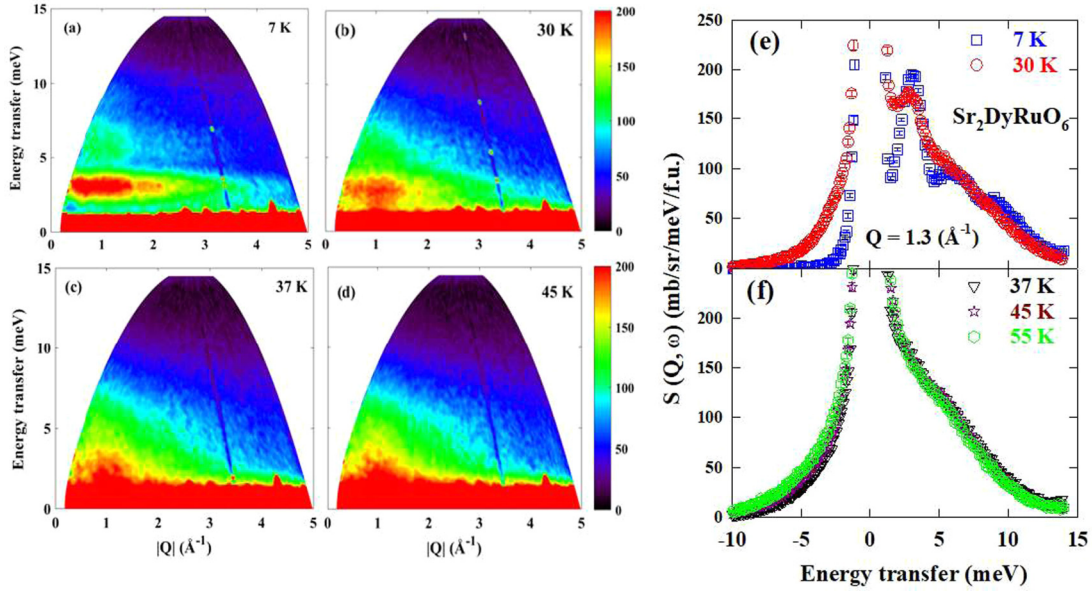 (a) 7 K
(b) 30 K
15
10
5
0
0 1 2 3 4 5
0 1 2 3 4 5
Energy transfer (meV)
200
150
100
50
0
(c) 37 K
(d) 45 K
15
10
5
0
0 1 2 3 4 5
0 1 2 3 4 5
Energy transfer (meV)
|Q| (Å⁻¹)
|Q| (Å⁻¹)
200
150
100
50
0
(e)
7 K
30 K
Sr₂DyRuO₆
Q = 1.3 (Å⁻¹)
250
200
150
100
50
0
S (Q, ω) (mb/sr/meV/f.u.)
(f)
37 K
45 K
55 K
200
150
100
50
0
-10 -5 0 5 10 15
Energy transfer (meV)